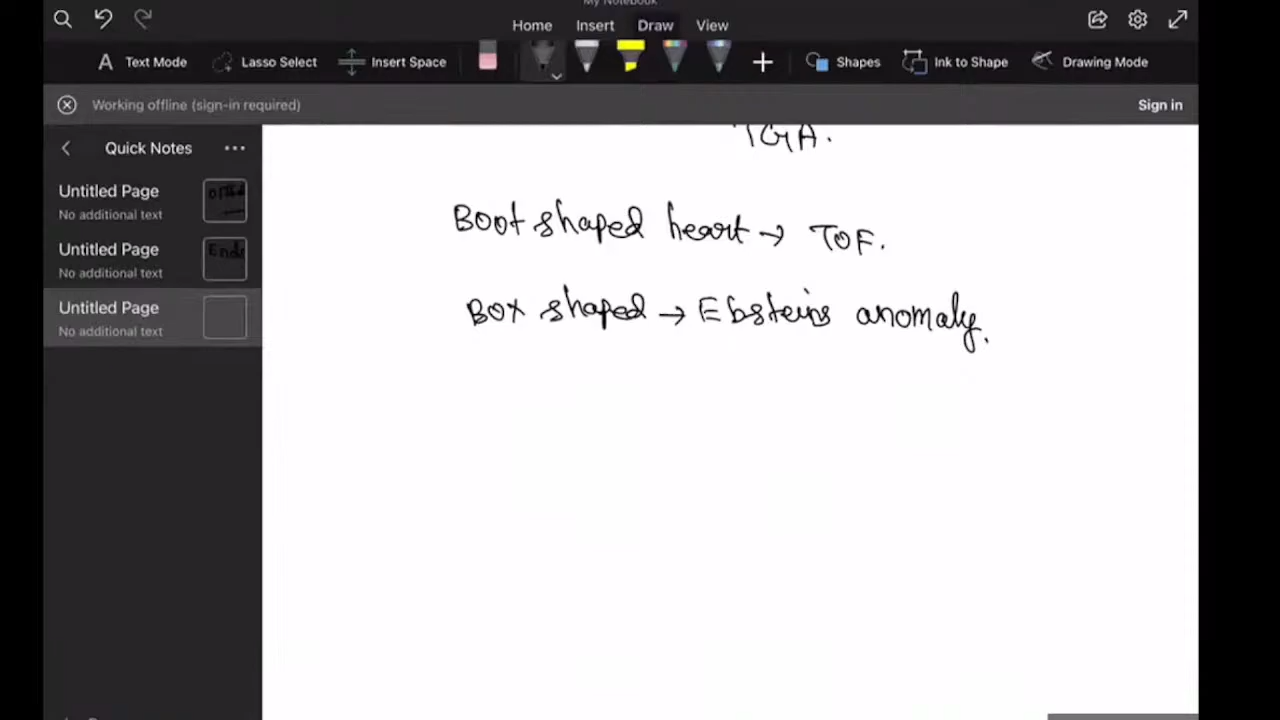 My Notebook
Home Insert Draw View
Text Mode Lasso Select Insert Space Shapes Ink to Shape Drawing Mode
Working offline (sign-in required) Sign in
Quick Notes
TGA.
Untitled Page
No additional text
Untitled Page
No additional text
Untitled Page
No additional text
Boot shaped heart → TOF.
Box shaped → Ebsteins anomaly.